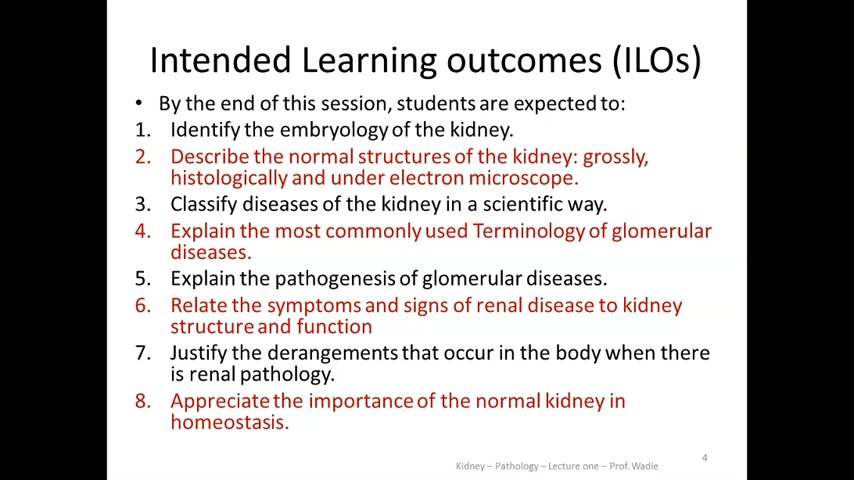 Intended Learning outcomes (ILOs)
• By the end of this session, students are expected to:
1. Identify the embryology of the kidney.
2. Describe the normal structures of the kidney: grossly,
histologically and under electron microscope.
3. Classify diseases of the kidney in a scientific way.
4. Explain the most commonly used Terminology of glomerular
diseases.
5. Explain the pathogenesis of glomerular diseases.
6. Relate the symptoms and signs of renal disease to kidney
structure and function
7. Justify the derangements that occur in the body when there
is renal pathology.
8. Appreciate the importance of the normal kidney in
homeostasis.
Kidney – Pathology – Lecture one – Prof. Wadie
4